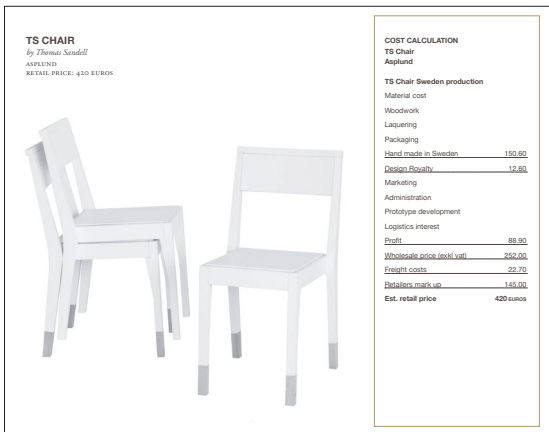 TS CHAIR
by Thomas Sandell
ASPLUND
RETAIL PRICE: 420 EUROS
COST CALCULATION
TS Chair
Asplund
TS Chair Sweden production
Material cost
Woodwork
Laquering
Packaging
Hand made in Sweden 150.60
Design Royalty 12.60
Marketing
Administration
Prototype development
Logistics interest
Profit 88.90
Wholesale price (exkl vat) 252.00
Freight costs 22.70
Retailers mark up 145.00
Est. retail price 420 EUROS